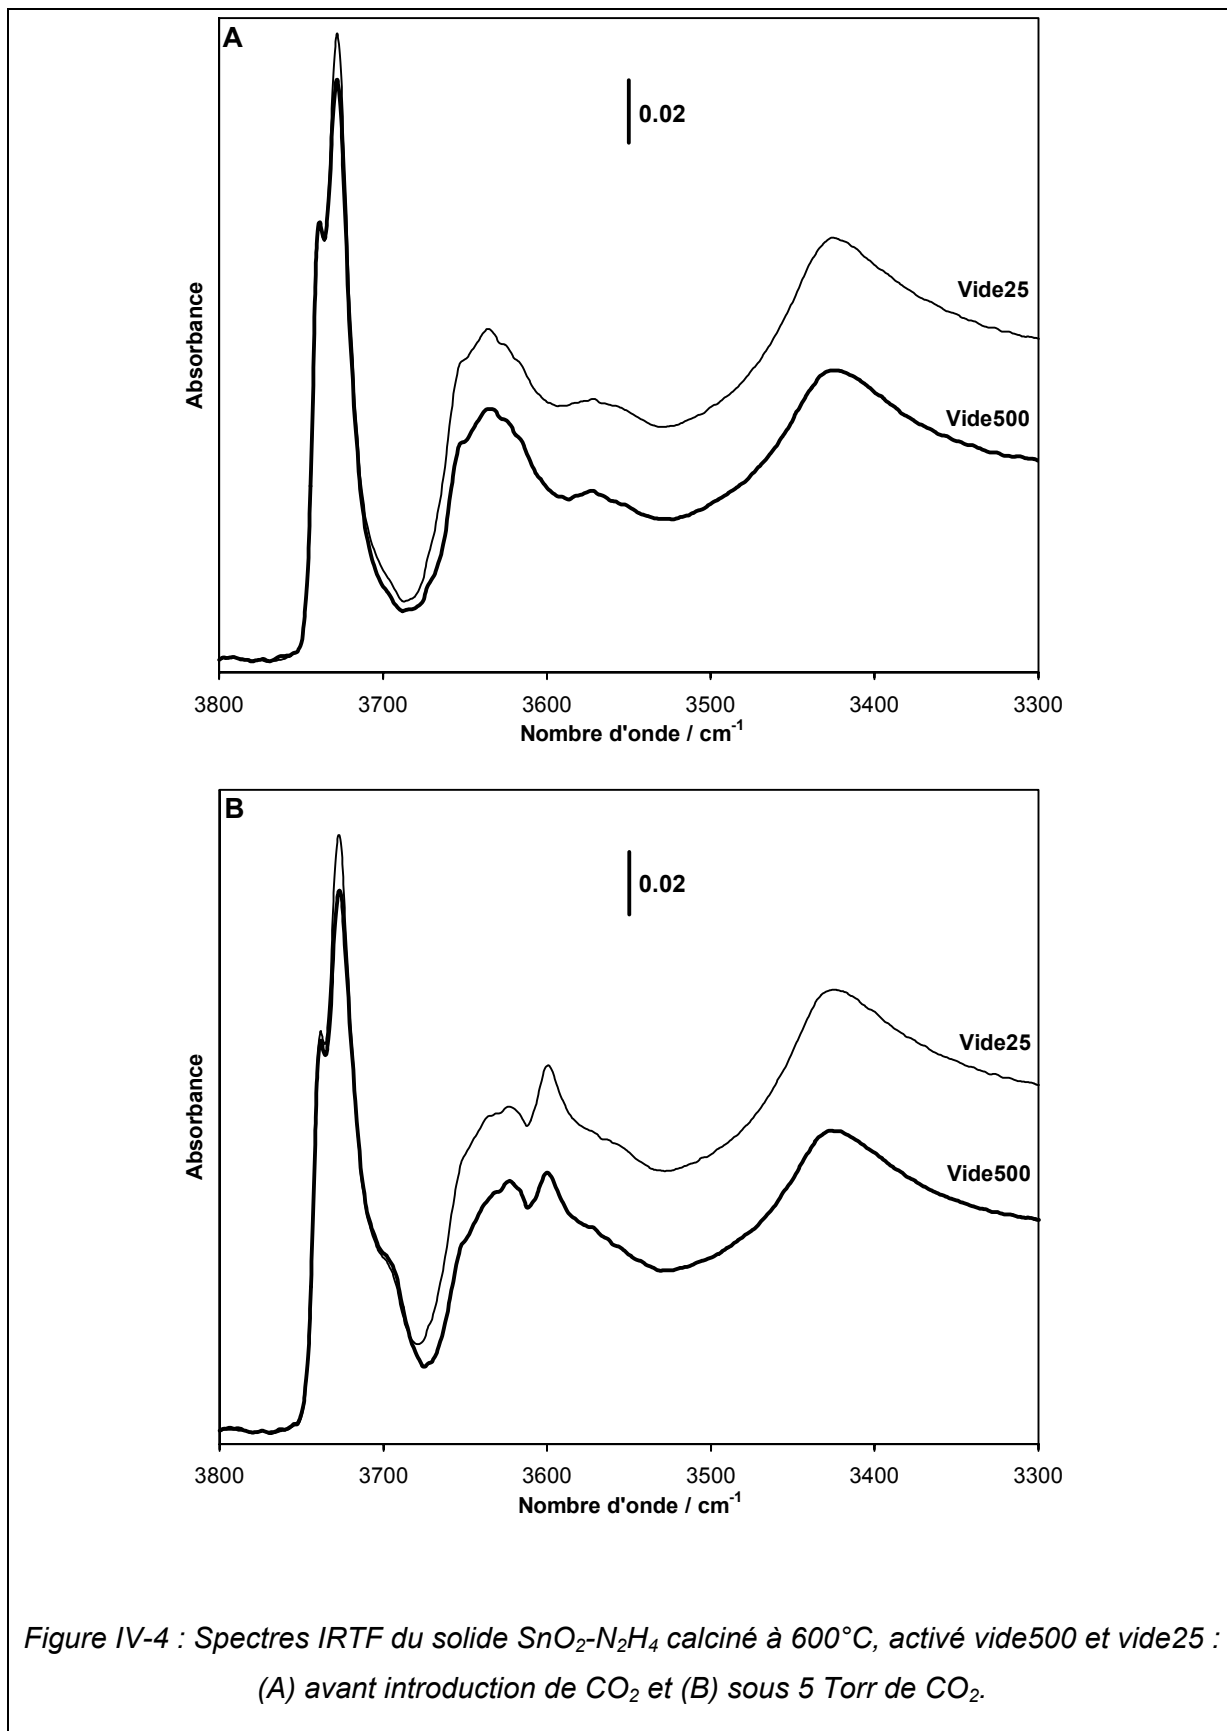 A
0.02
Absorbance
Vide25
Vide500
3800 3700 3600 3500 3400 3300
Nombre d'onde / cm-1
B
0.02
Absorbance
Vide25
Vide500
3800 3700 3600 3500 3400 3300
Nombre d'onde / cm-1
Figure IV-4 : Spectres IRTF du solide SnO2-N2H4 calciné à 600°C, activé vide500 et vide25 :
(A) avant introduction de CO2 et (B) sous 5 Torr de CO2.